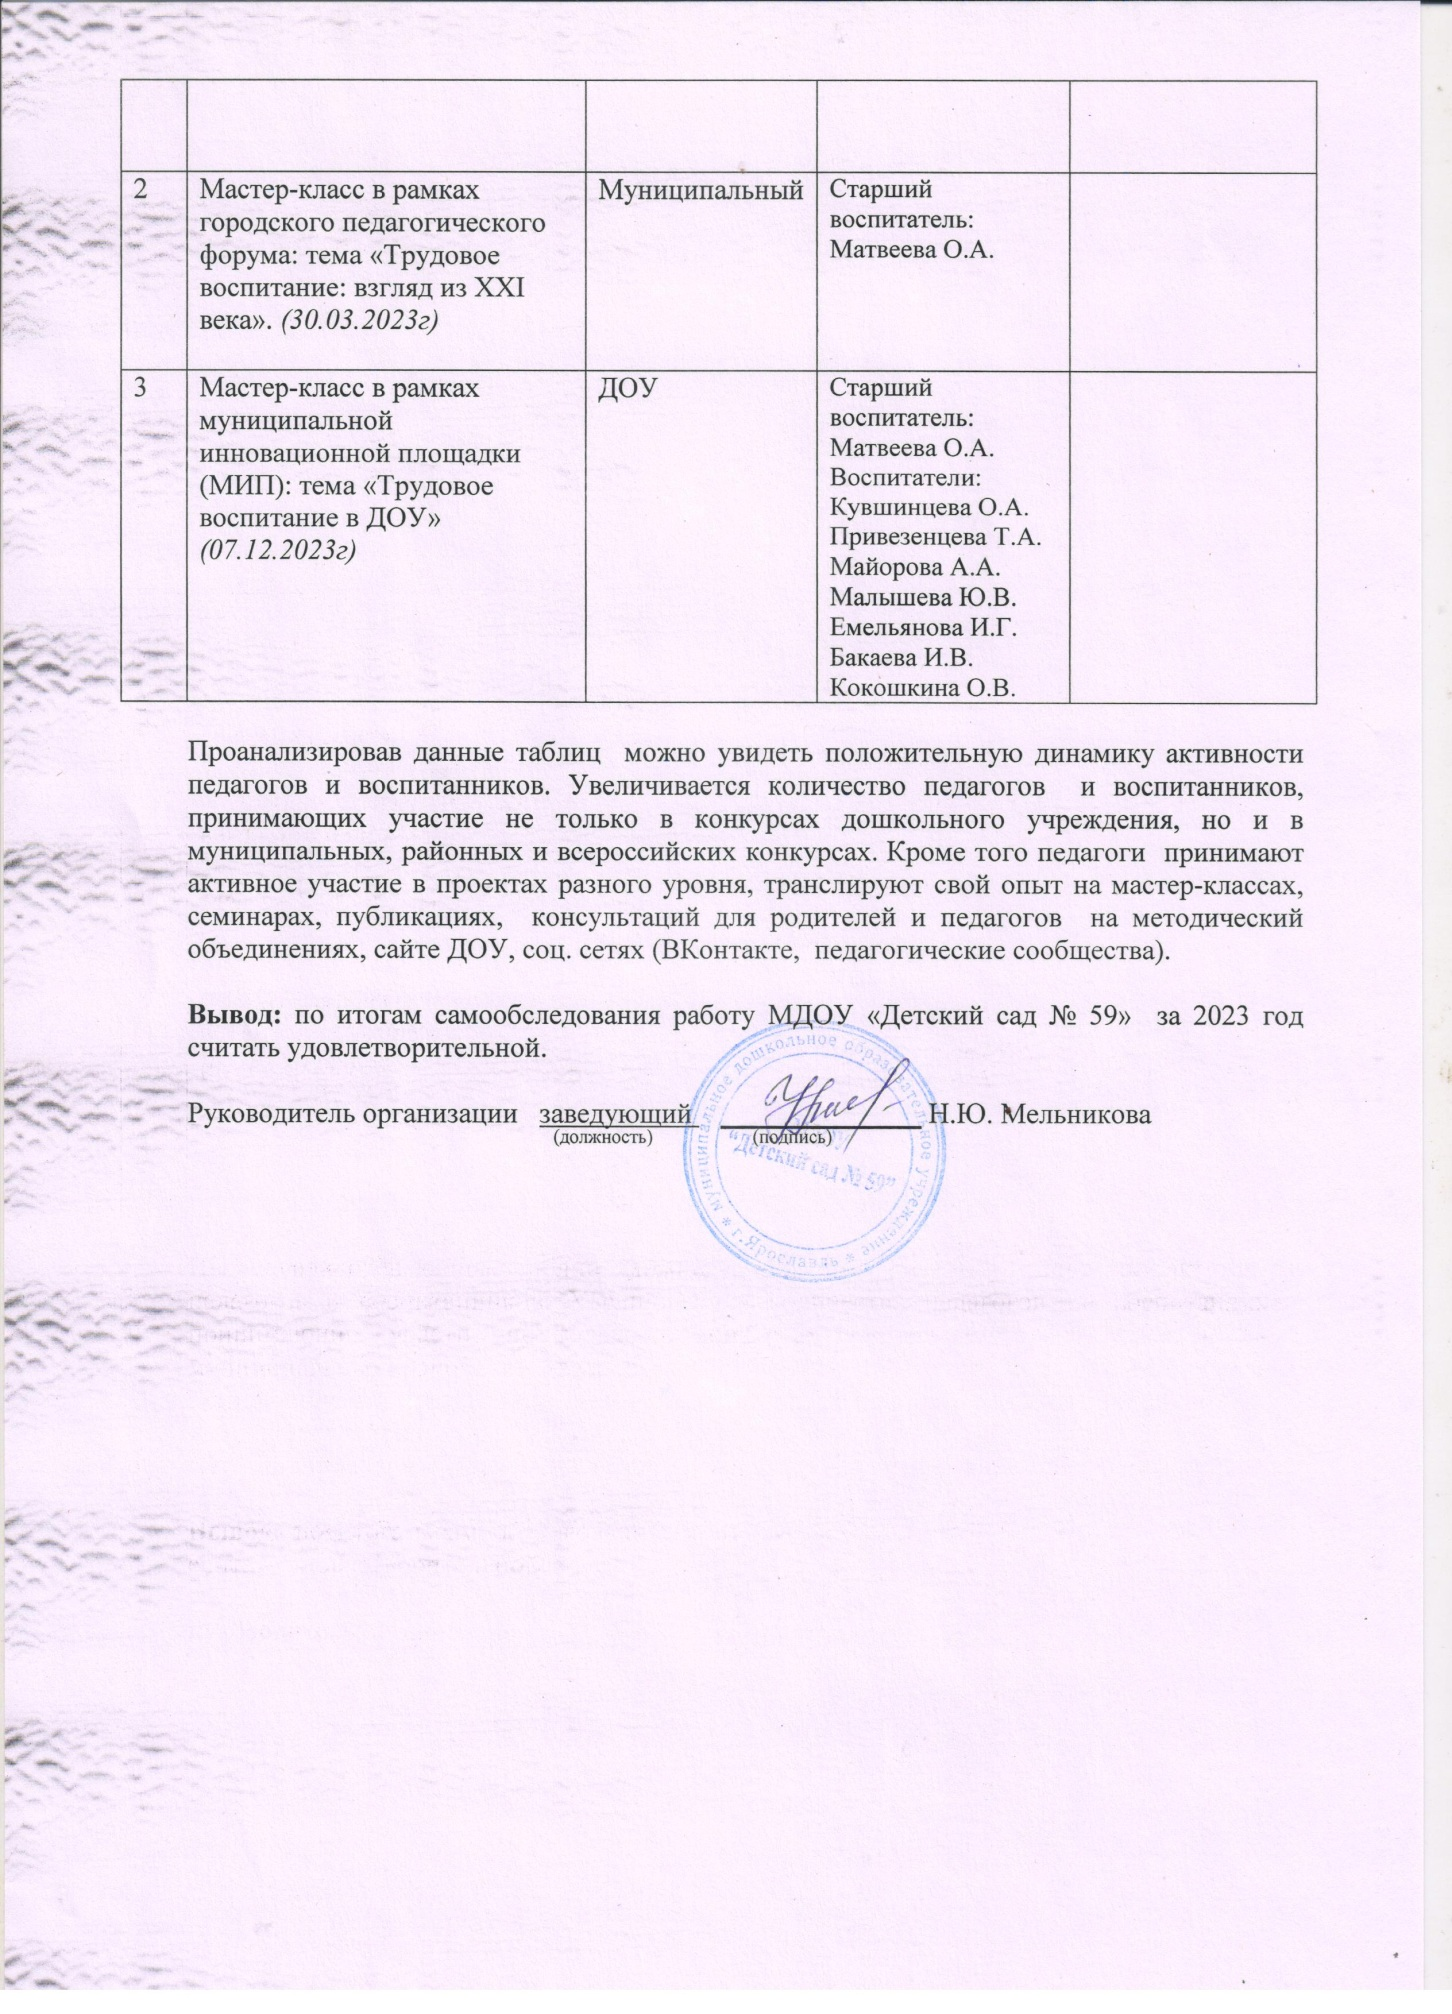 2
Мастер-класс в рамках
городского педагогического
форума: тема «Трудовое
воспитание: взгляд из XXI
века». (30.03.2023г)
Муниципальный
Старший
воспитатель:
Матвеева О.А.
3
Мастер-класс в рамках
муниципальной
инновационной площадки
(МИП): тема «Трудовое
воспитание в ДОУ»
(07.12.2023г)
ДОУ
Старший
воспитатель:
Матвеева О.А.
Воспитатели:
Кувшинцева О.А.
Привезенцева Т.А.
Майорова А.А.
Малышева Ю.В.
Емельянова И.Г.
Бакаева И.В.
Кокошкина О.В.
Проанализировав данные таблиц можно увидеть положительную динамику активности
педагогов и воспитанников. Увеличивается количество педагогов и воспитанников,
принимающих участие не только в конкурсах дошкольного учреждения, но и в
муниципальных, районных и всероссийских конкурсах. Кроме того педагоги принимают
активное участие в проектах разного уровня, транслируют свой опыт на мастер-классах,
семинарах, публикациях, консультаций для родителей и педагогов на методический
объединениях, сайте ДОУ, соц. сетях (ВКонтакте, педагогические сообщества).
Вывод: по итогам самообследования работу МДОУ «Детский сад № 59» за 2023 год
считать удовлетворительной.
Руководитель организации заведующий Н.Ю. Мельникова
(должность) (подпись)
муниципальное дошкольное образовательное учреждение * г.Ярославль *
"Детский сад № 59"